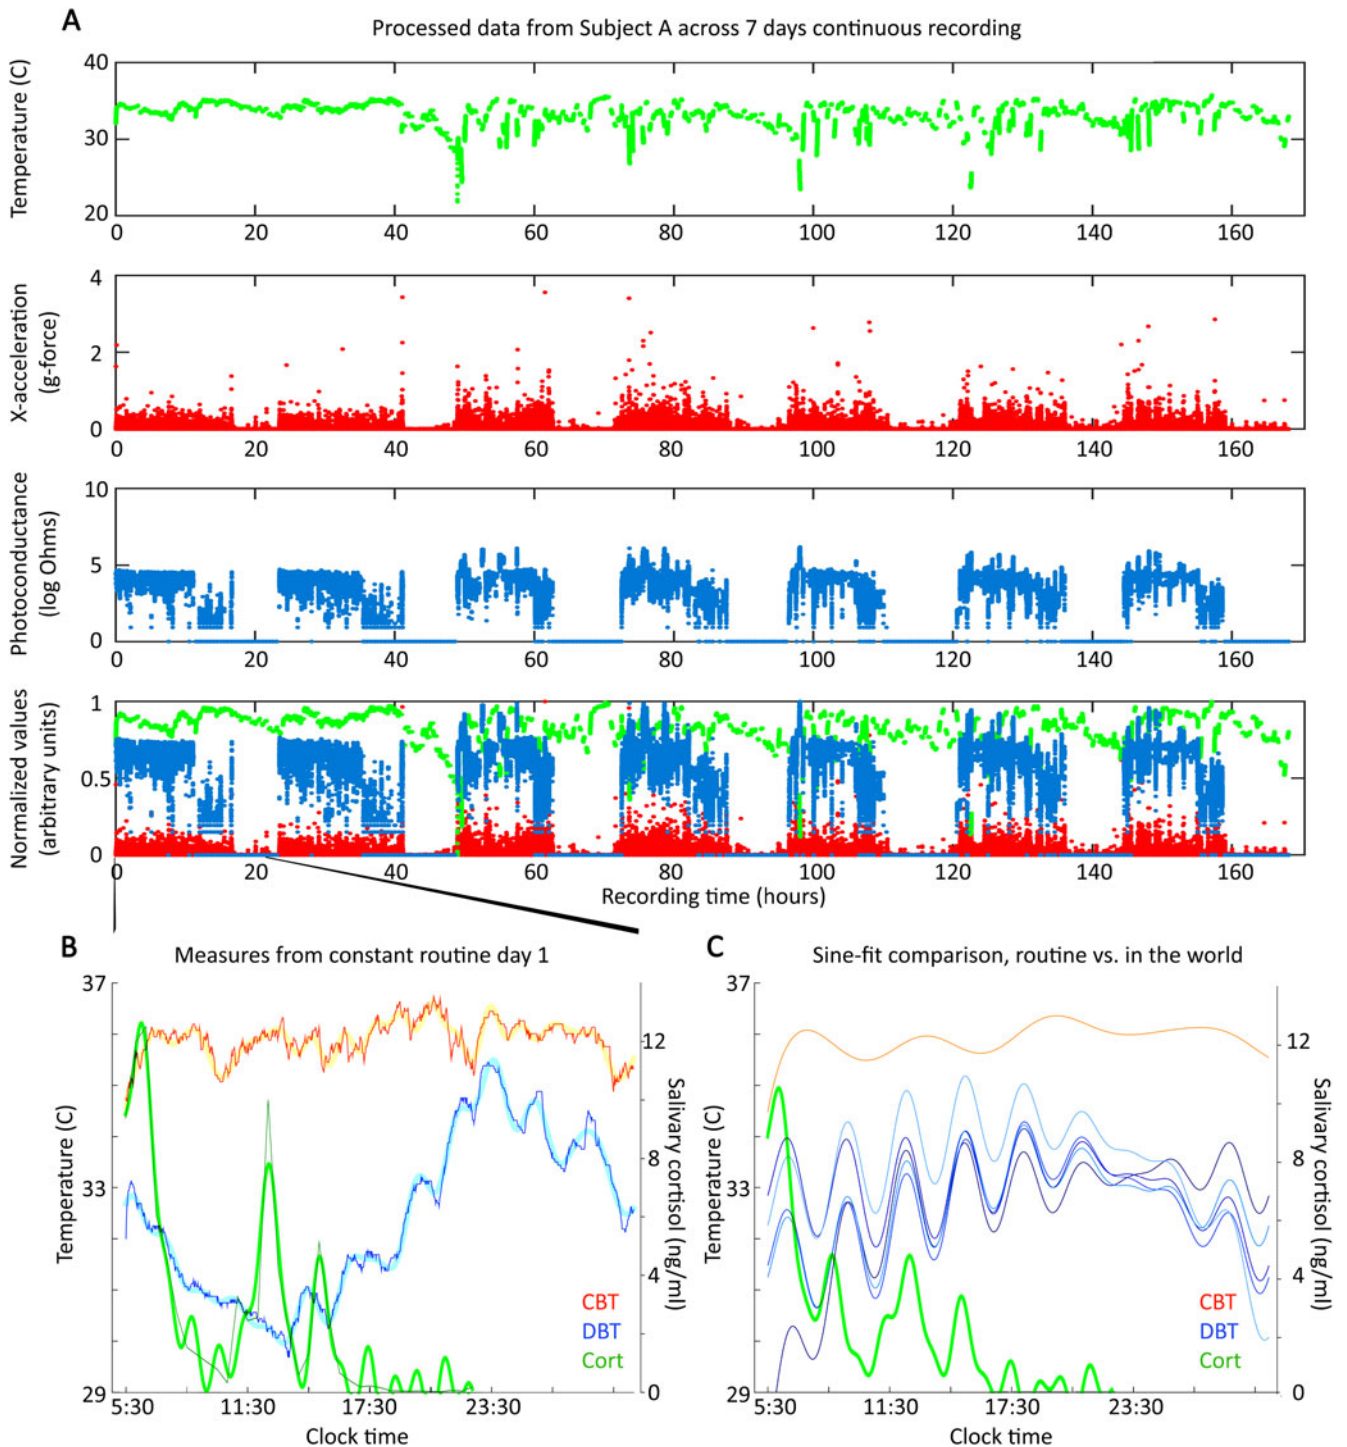 A
Processed data from Subject A across 7 days continuous recording
Temperature (C)
40
30
20
0 20 40 60 80 100 120 140 160
X-acceleration
(g-force)
4
2
0
0 20 40 60 80 100 120 140 160
Photoconductance
(log Ohms)
10
5
0
0 20 40 60 80 100 120 140 160
Normalized values
(arbitrary units)
1
0.5
0
0 20 40 60 80 100 120 140 160
Recording time (hours)
B
Measures from constant routine day 1
Temperature (C)
37
33
29
12
8
4
0
Salivary cortisol (ng/ml)
CBT
DBT
Cort
5:30 11:30 17:30 23:30
Clock time
C
Sine-fit comparison, routine vs. in the world
Temperature (C)
37
33
29
12
8
4
0
Salivary cortisol (ng/ml)
CBT
DBT
Cort
5:30 11:30 17:30 23:30
Clock time